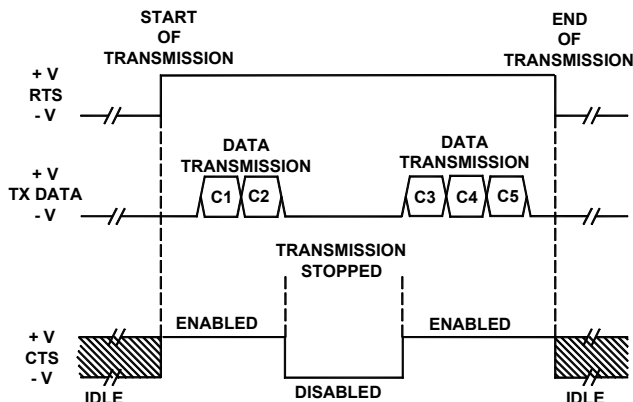 START
OF
TRANSMISSION
END
OF
TRANSMISSION
+ V
RTS
- V
DATA
TRANSMISSION
DATA
TRANSMISSION
+ V
TX DATA
- V
C1 C2 C3 C4 C5
TRANSMISSION
STOPPED
+ V
CTS
- V
ENABLED
ENABLED
IDLE
DISABLED
IDLE